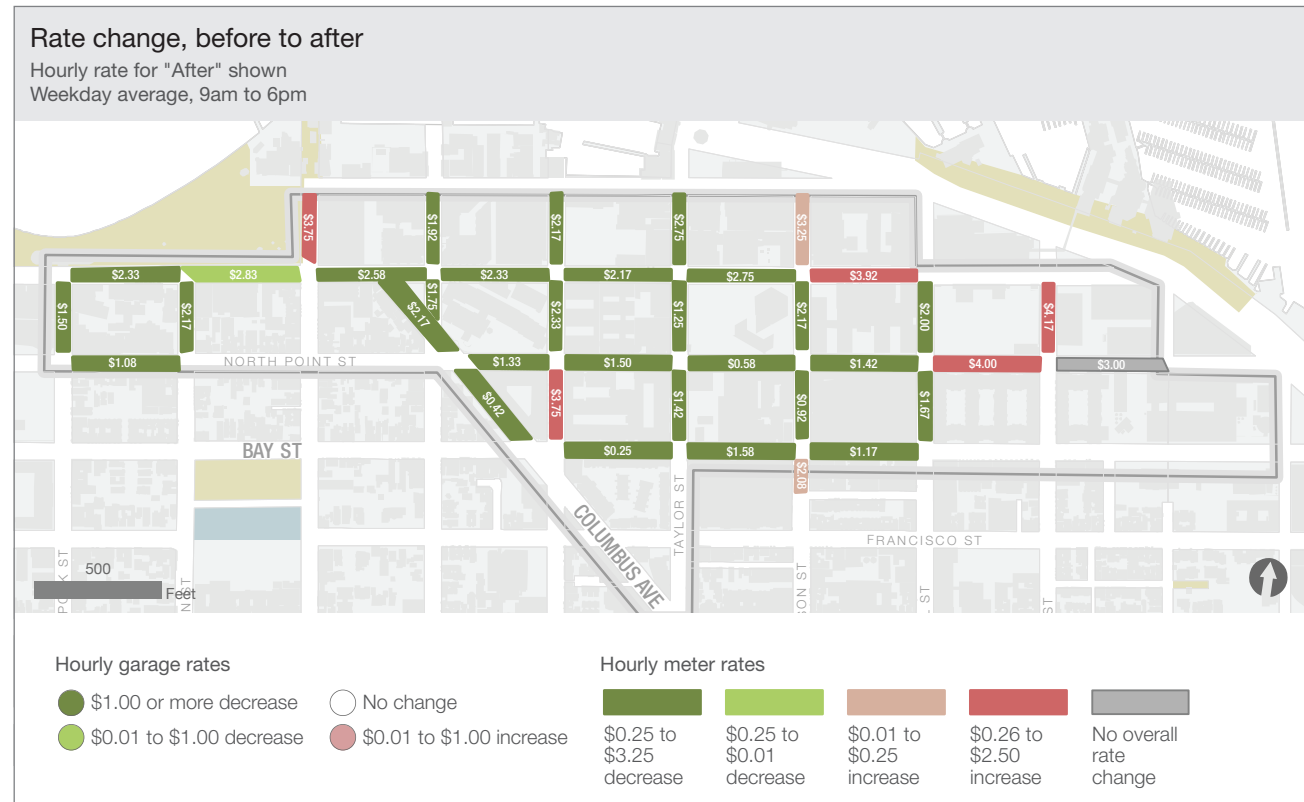 Rate change, before to after
Hourly rate for "After" shown
Weekday average, 9am to 6pm
$3.75
$1.92
$2.17
$2.75
$3.25
$2.33
$2.83
$2.58
$2.33
$2.17
$2.75
$3.92
$1.50
$2.17
$2.17
$1.75
$2.33
$1.25
$2.17
$2.00
$4.17
$1.08
NORTH POINT ST
$1.33
$1.50
$0.58
$1.42
$4.00
$3.00
$0.42
$3.75
$1.42
$0.92
$1.67
BAY ST
$0.25
$1.58
$1.17
$2.08
TAYLOR ST
COLUMBUS AVE
FRANCISCO ST
500
Feet
ST
N ST
SON ST
ST
ST
Hourly garage rates
$1.00 or more decrease
No change
$0.01 to $1.00 decrease
$0.01 to $1.00 increase
Hourly meter rates
$0.25 to
$3.25
decrease
$0.25 to
$0.01
decrease
$0.01 to
$0.25
increase
$0.26 to
$2.50
increase
No overall
rate
change